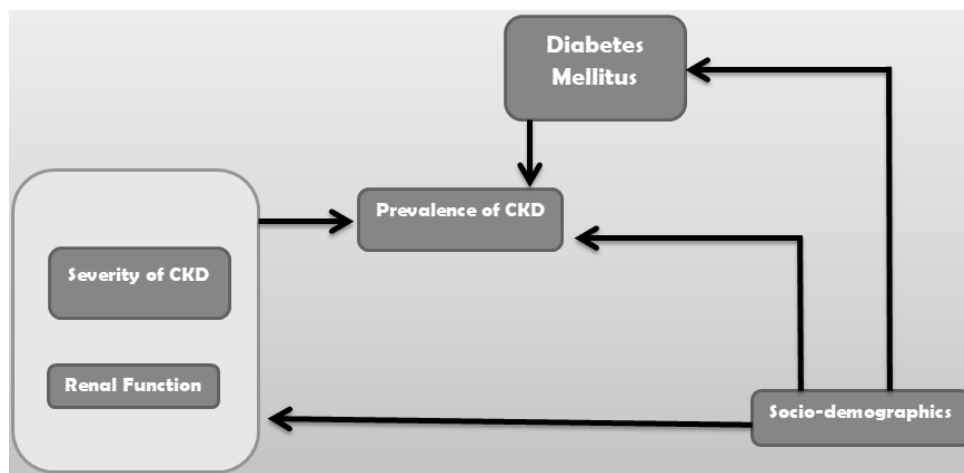 Diabetes
Mellitus
Prevalence of CKD
Severity of CKD
Renal Function
Socio-demographics